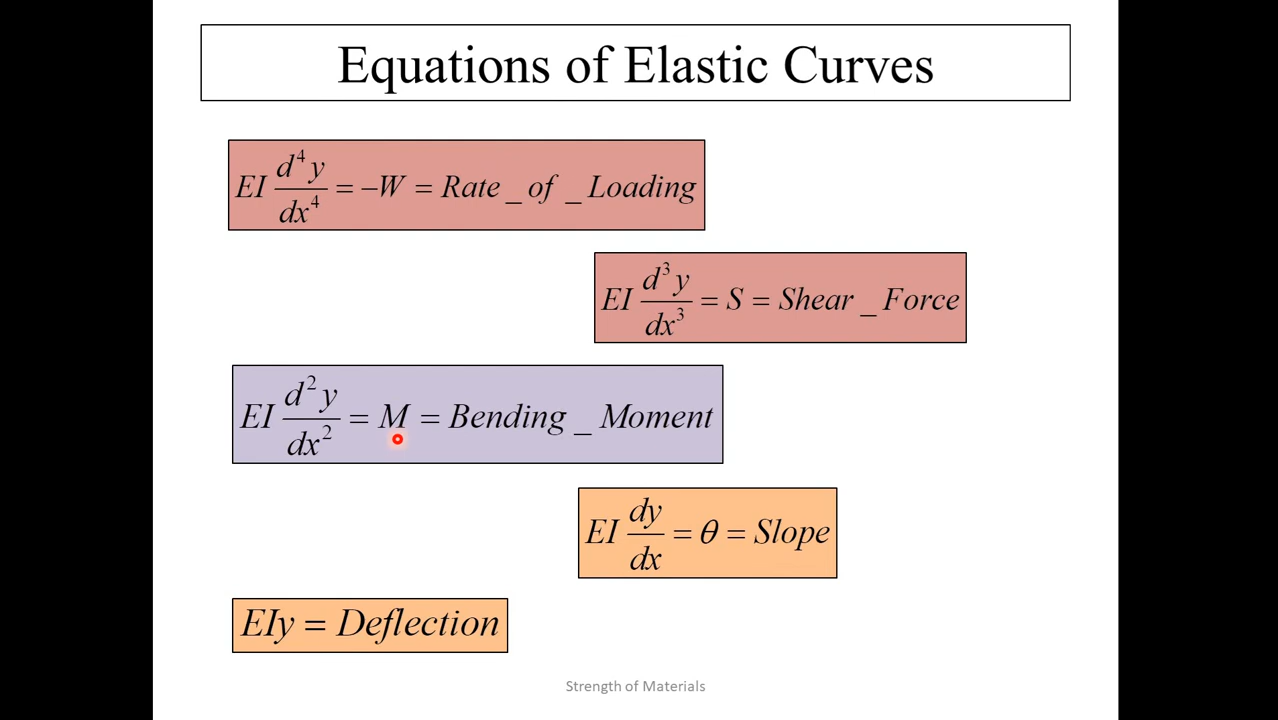 Equations of Elastic Curves
EI d⁴y/dx⁴ = –W = Rate _ of _ Loading
EI d³y/dx³ = S = Shear _ Force
EI d²y/dx² = M = Bending _ Moment
EI dy/dx = θ = Slope
EIy = Deflection
Strength of Materials